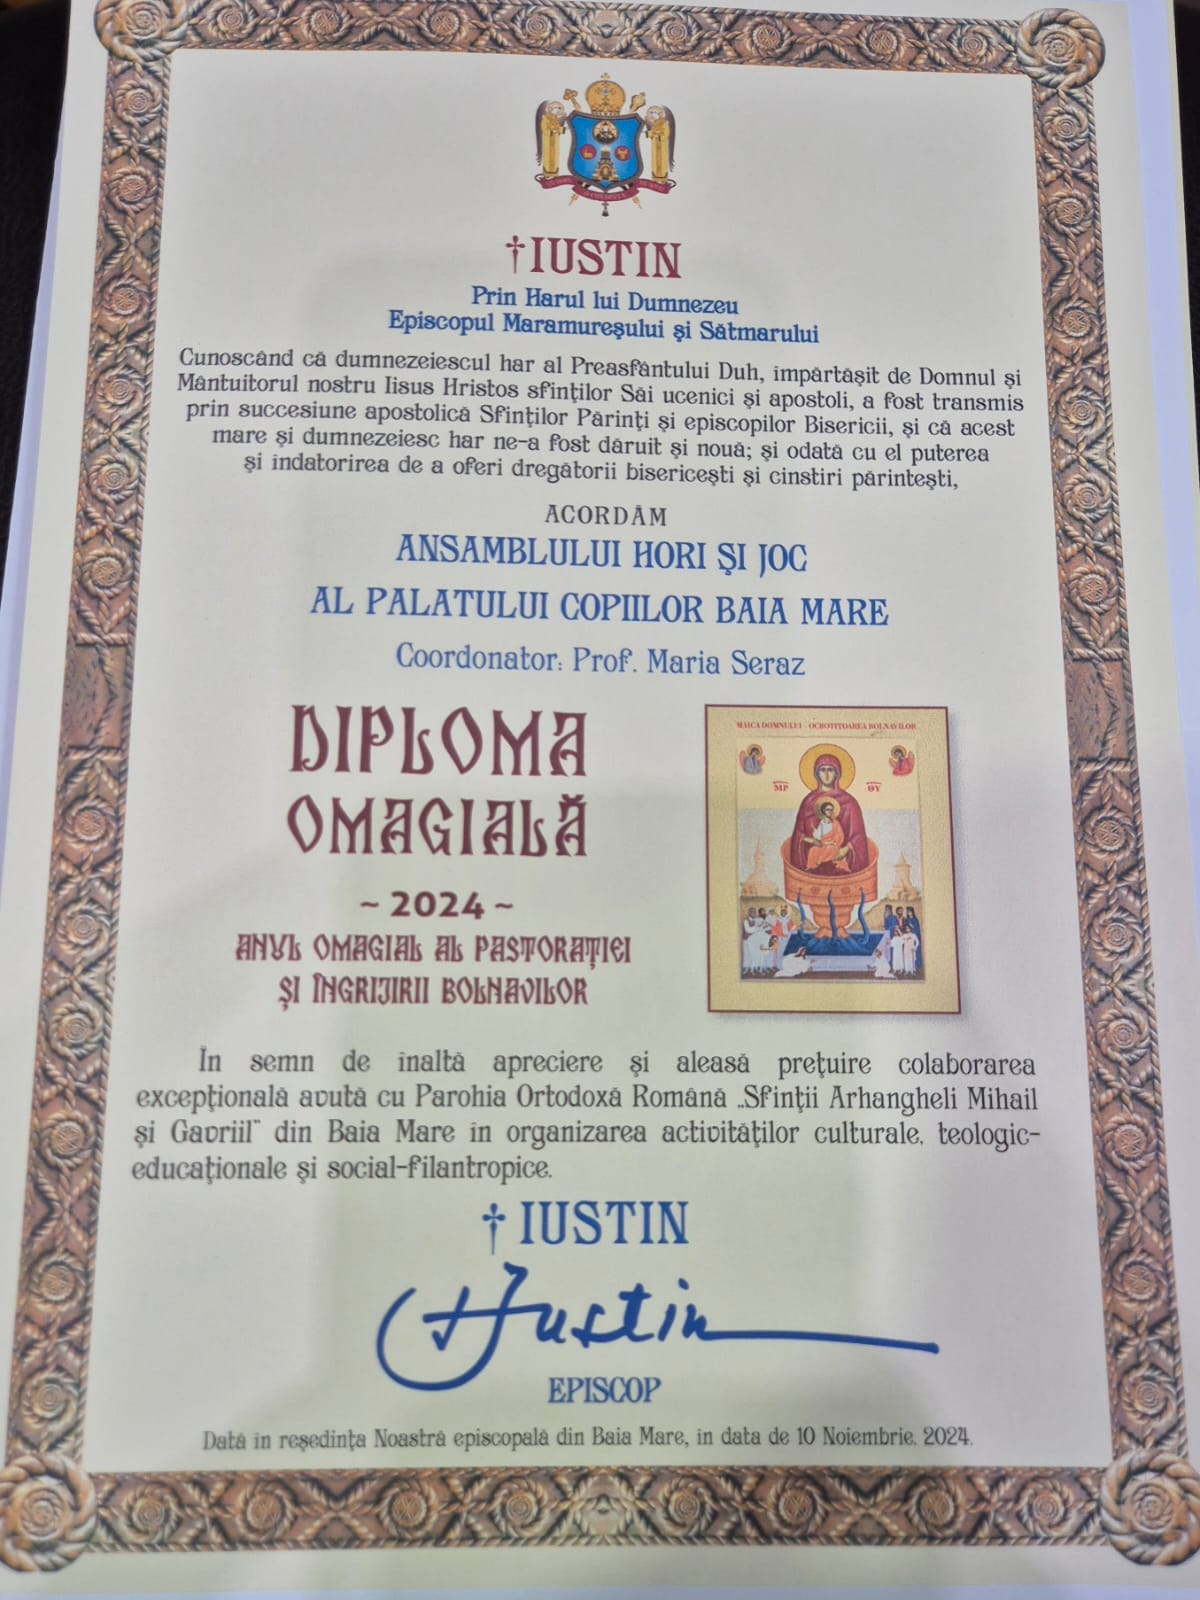 †IUSTIN
Prin Harul lui Dumnezeu
Episcopul Maramureşului şi Sătmarului
Cunoscând că dumnezeiescul har al Preasfântului Duh, împărtăşit de Domnul şi
Mântuitorul nostru Iisus Hristos sfinţilor Săi ucenici şi apostoli, a fost transmis
prin succesiune apostolică Sfinţilor Părinţi şi episcopilor Bisericii, şi că acest
mare şi dumnezeiesc har ne-a fost dăruit şi nouă; şi odată cu el puterea
şi îndatorirea de a oferi dregătorii bisericeşti şi cinstiri părinteşti,
ACORDĂM
ANSAMBLULUI HORI ŞI JOC
AL PALATULUI COPIILOR BAIA MARE
Coordonator: Prof. Maria Seraz
DIPLOMA
OMAGIALĂ
~ 2024 ~
ANUL OMAGIAL AL PASTORAŢIEI
ŞI ÎNGRIJIRII BOLNAVILOR
MAICA DOMNULUI - OCROTITOAREA BOLNAVILOR
MP ΘY
În semn de înaltă apreciere şi aleasă preţuire colaborarea
excepţională avută cu Parohia Ortodoxă Română „Sfinţii Arhangheli Mihail
şi Gavriil" din Baia Mare în organizarea activităţilor culturale, teologic-
educaţionale şi social-filantropice.
† IUSTIN
†Iustin
EPISCOP
Dată în reşedinţa Noastră episcopală din Baia Mare, în data de 10 Noiembrie, 2024.